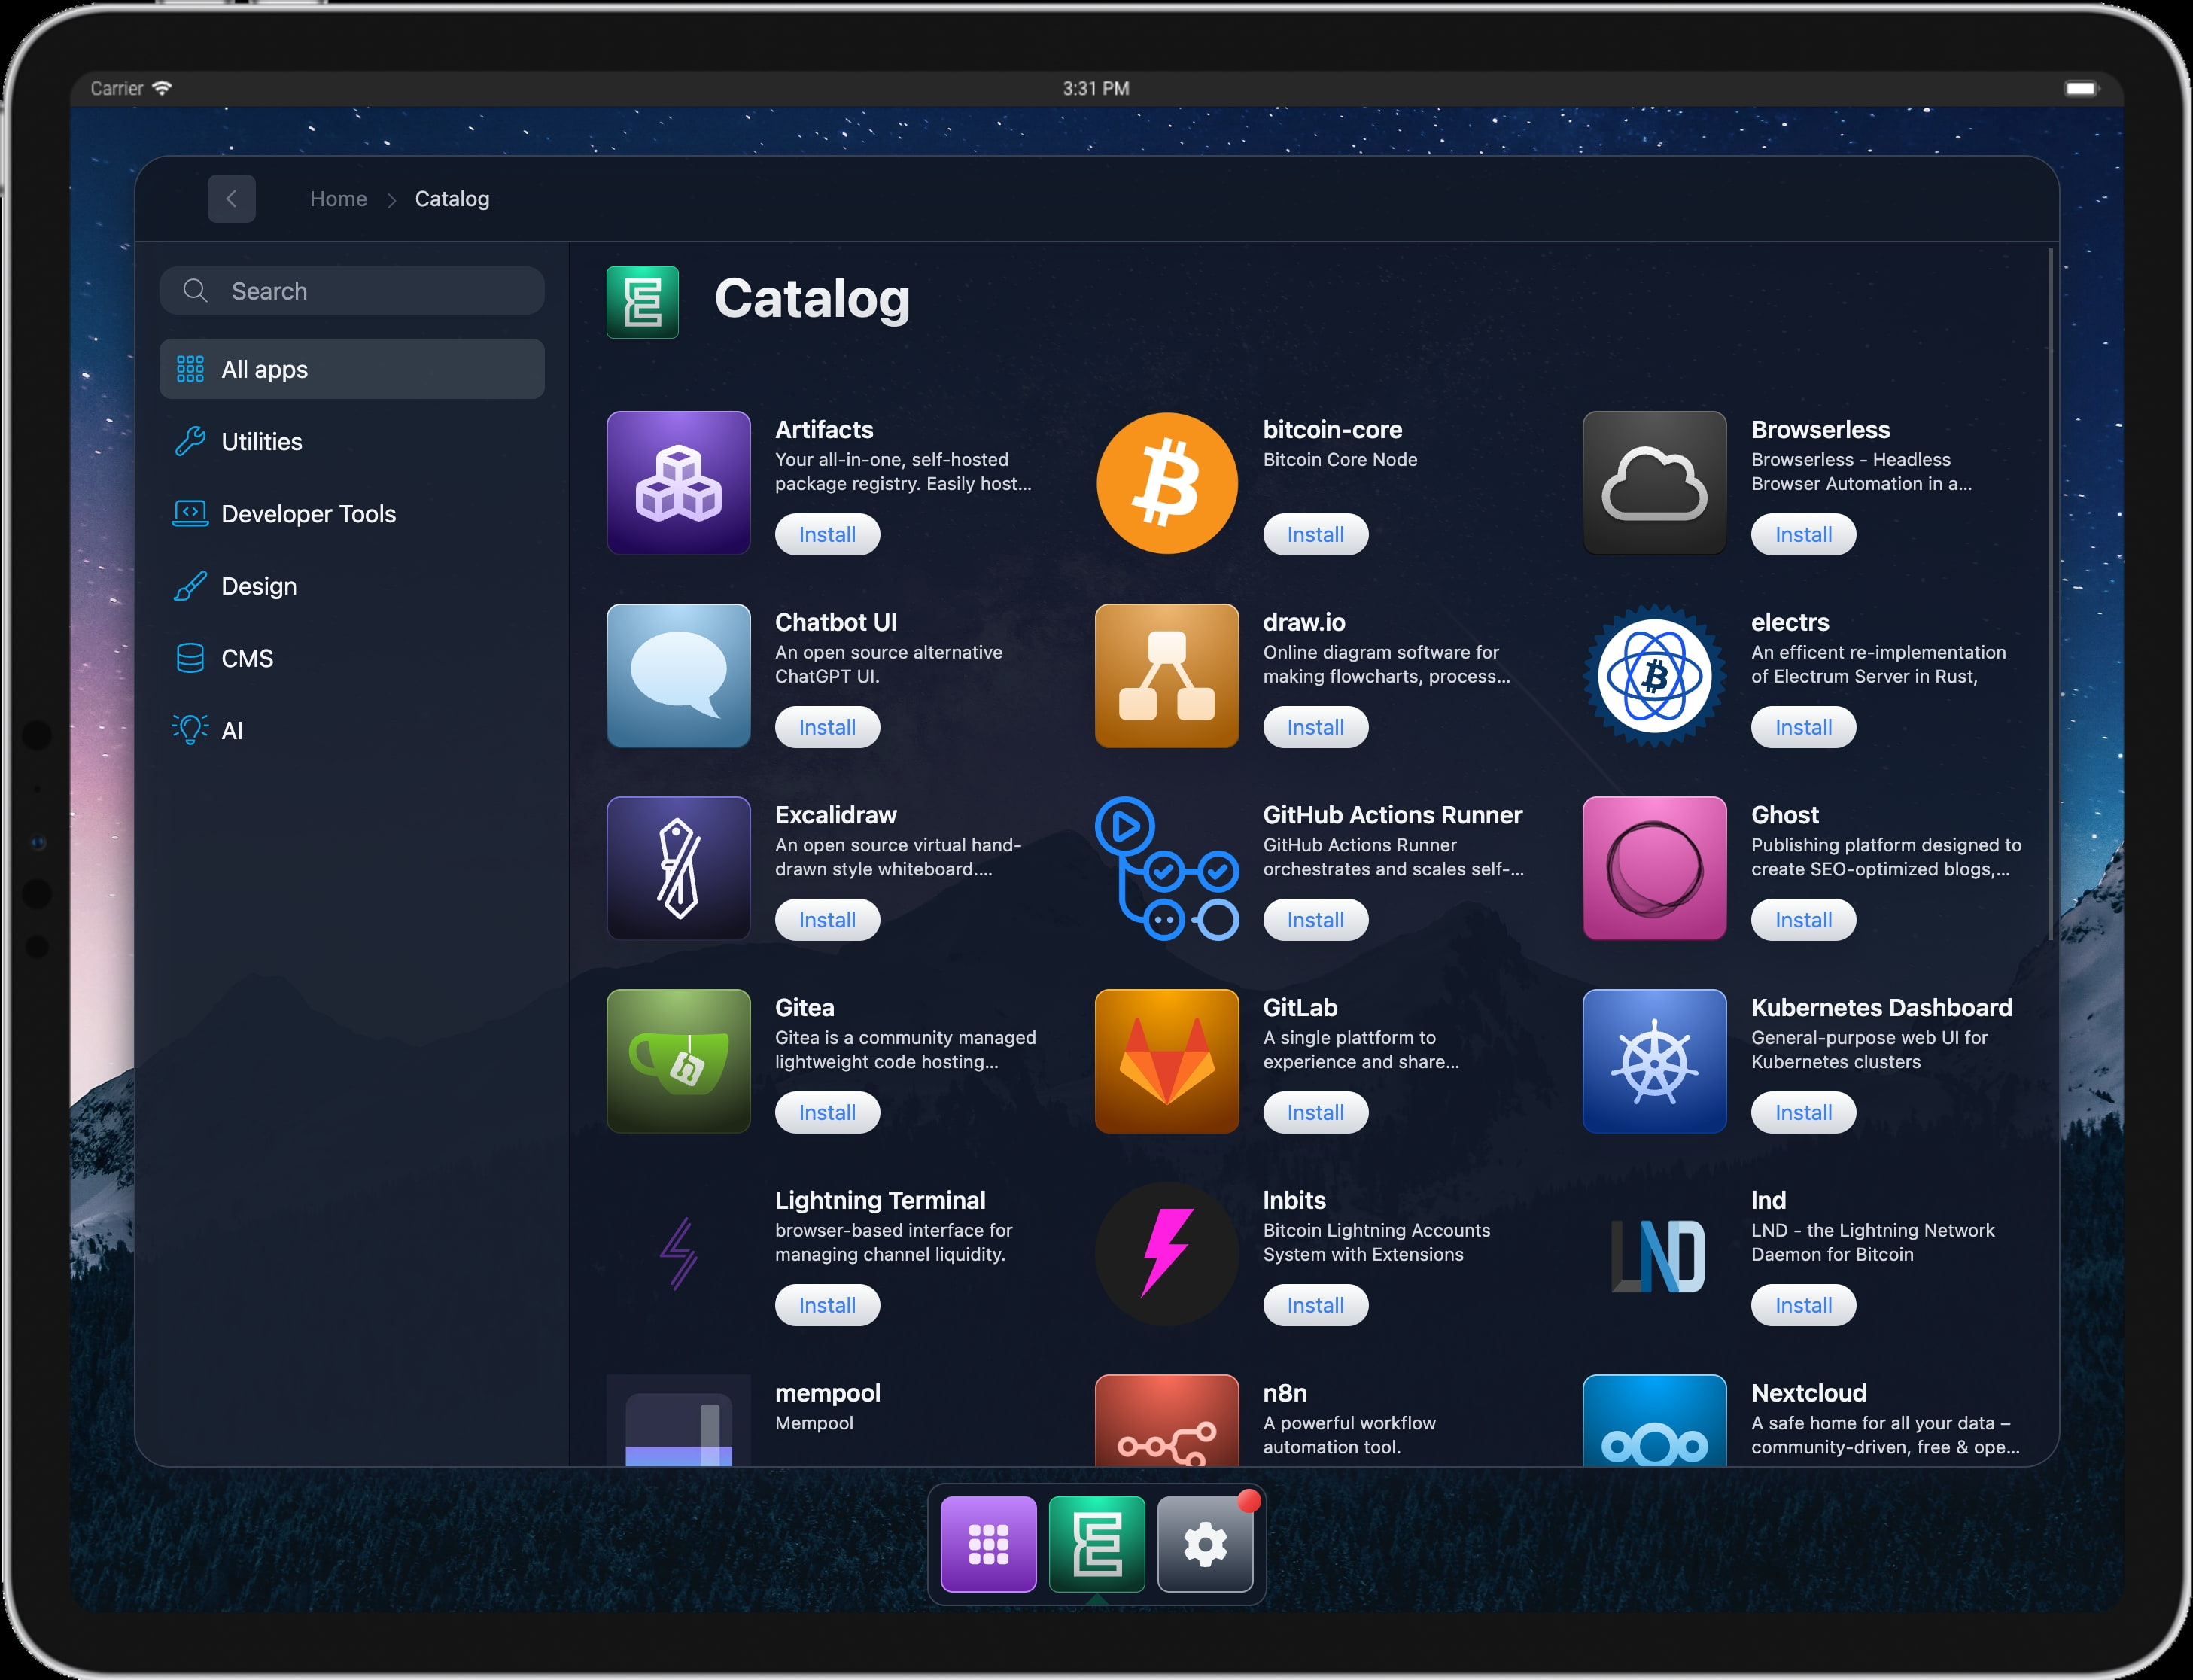 Carrier
3:31 PM
Home
Catalog
Search
All apps
Utilities
Developer Tools
Design
CMS
AI
Catalog
Artifacts
Your all-in-one, self-hosted
package registry. Easily host...
Install
bitcoin-core
Bitcoin Core Node
Install
Browserless
Browserless - Headless
Browser Automation in a...
Install
Chatbot UI
An open source alternative
ChatGPT UI.
Install
draw.io
Online diagram software for
making flowcharts, process...
Install
electrs
An efficent re-implementation
of Electrum Server in Rust,
Install
Excalidraw
An open source virtual hand-
drawn style whiteboard....
Install
GitHub Actions Runner
GitHub Actions Runner
orchestrates and scales self-...
Install
Ghost
Publishing platform designed to
create SEO-optimized blogs,...
Install
Gitea
Gitea is a community managed
lightweight code hosting...
Install
GitLab
A single plattform to
experience and share...
Install
Kubernetes Dashboard
General-purpose web UI for
Kubernetes clusters
Install
Lightning Terminal
browser-based interface for
managing channel liquidity.
Install
lnbits
Bitcoin Lightning Accounts
System with Extensions
Install
LND
lnd
LND - the Lightning Network
Daemon for Bitcoin
Install
mempool
Mempool
n8n
A powerful workflow
automation tool.
Nextcloud
A safe home for all your data –
community-driven, free & ope...